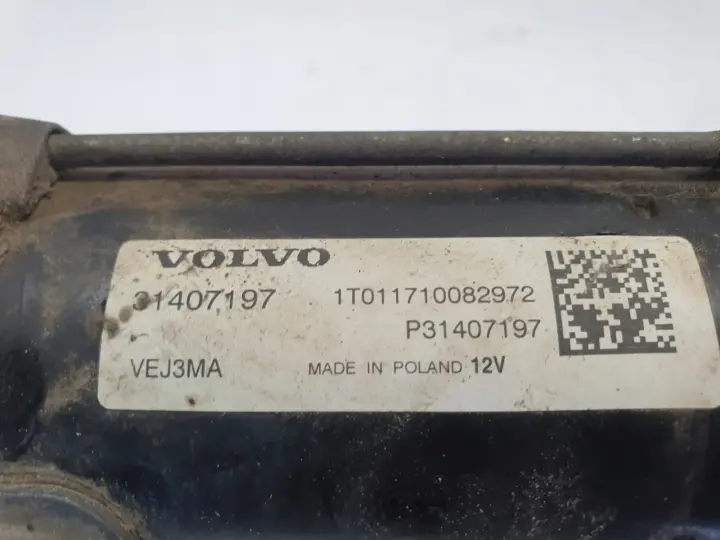 VOLVO
31407197 1T011710082972
P31407197
VEJ3MA MADE IN POLAND 12V